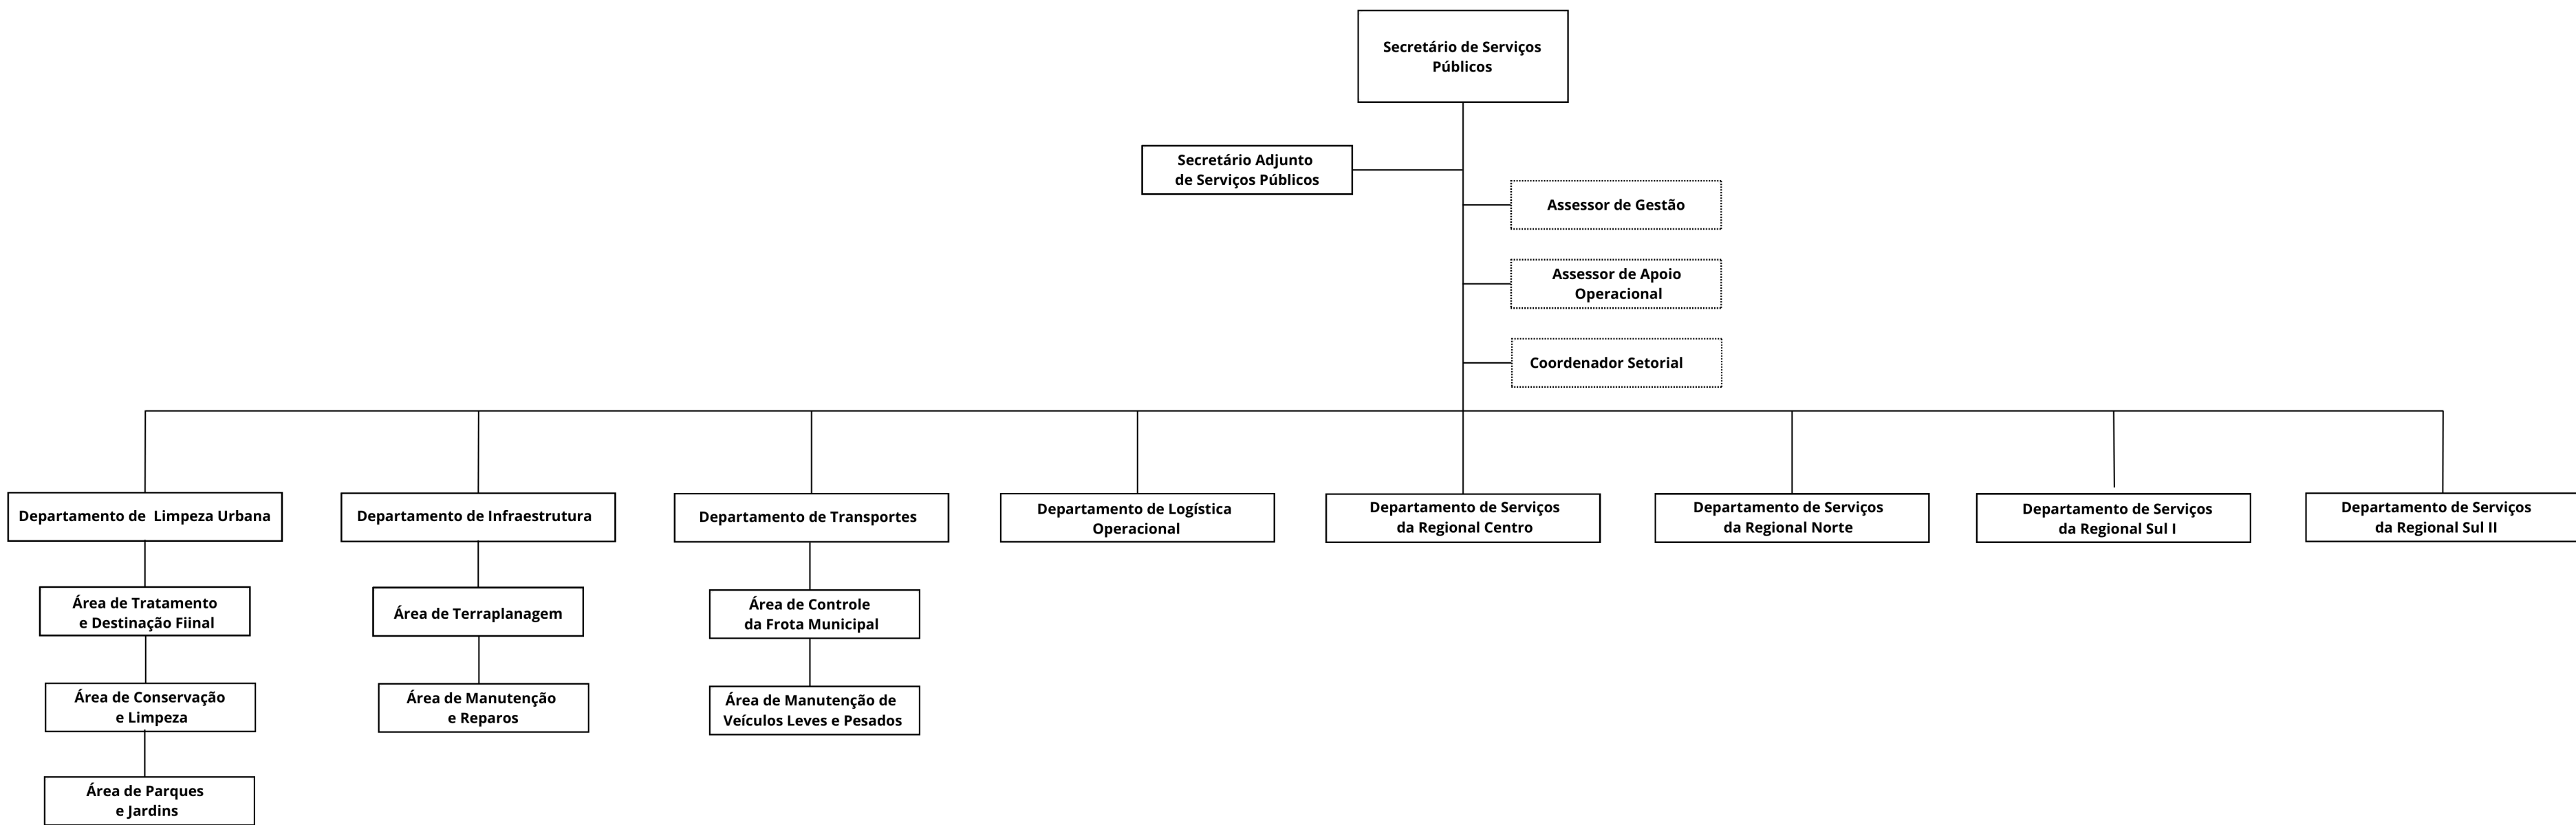 Secretário de Serviços
Públicos
Secretário Adjunto
de Serviços Públicos
Assessor de Gestão
Assessor de Apoio
Operacional
Coordenador Setorial
Departamento de Limpeza Urbana
Departamento de Infraestrutura
Departamento de Transportes
Departamento de Logística
Operacional
Departamento de Serviços
da Regional Centro
Departamento de Serviços
da Regional Norte
Departamento de Serviços
da Regional Sul I
Departamento de Serviços
da Regional Sul II
Área de Tratamento
e Destinação Fiinal
Área de Terraplanagem
Área de Controle
da Frota Municipal
Área de Conservação
e Limpeza
Área de Manutenção
e Reparos
Área de Manutenção de
Veículos Leves e Pesados
Área de Parques
e Jardins